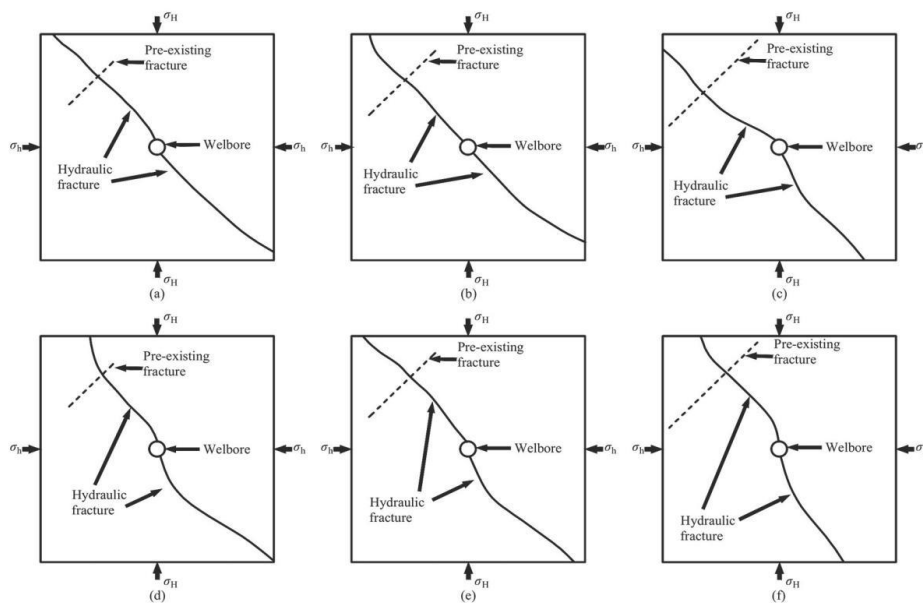 σH
Pre-existing
fracture
σh
Welbore
σh
Hydraulic
fracture
σH
(a)
σH
Pre-existing
fracture
σh
Welbore
σh
Hydraulic
fracture
σH
(b)
σH
Pre-existing
fracture
σh
Welbore
σ
Hydraulic
fracture
σH
(c)
σH
Pre-existing
fracture
σh
Welbore
σh
Hydraulic
fracture
σH
(d)
σH
Pre-existing
fracture
σh
Welbore
σh
Hydraulic
fracture
σH
(e)
σH
Pre-existing
fracture
σh
Welbore
σ
Hydraulic
fracture
σH
(f)